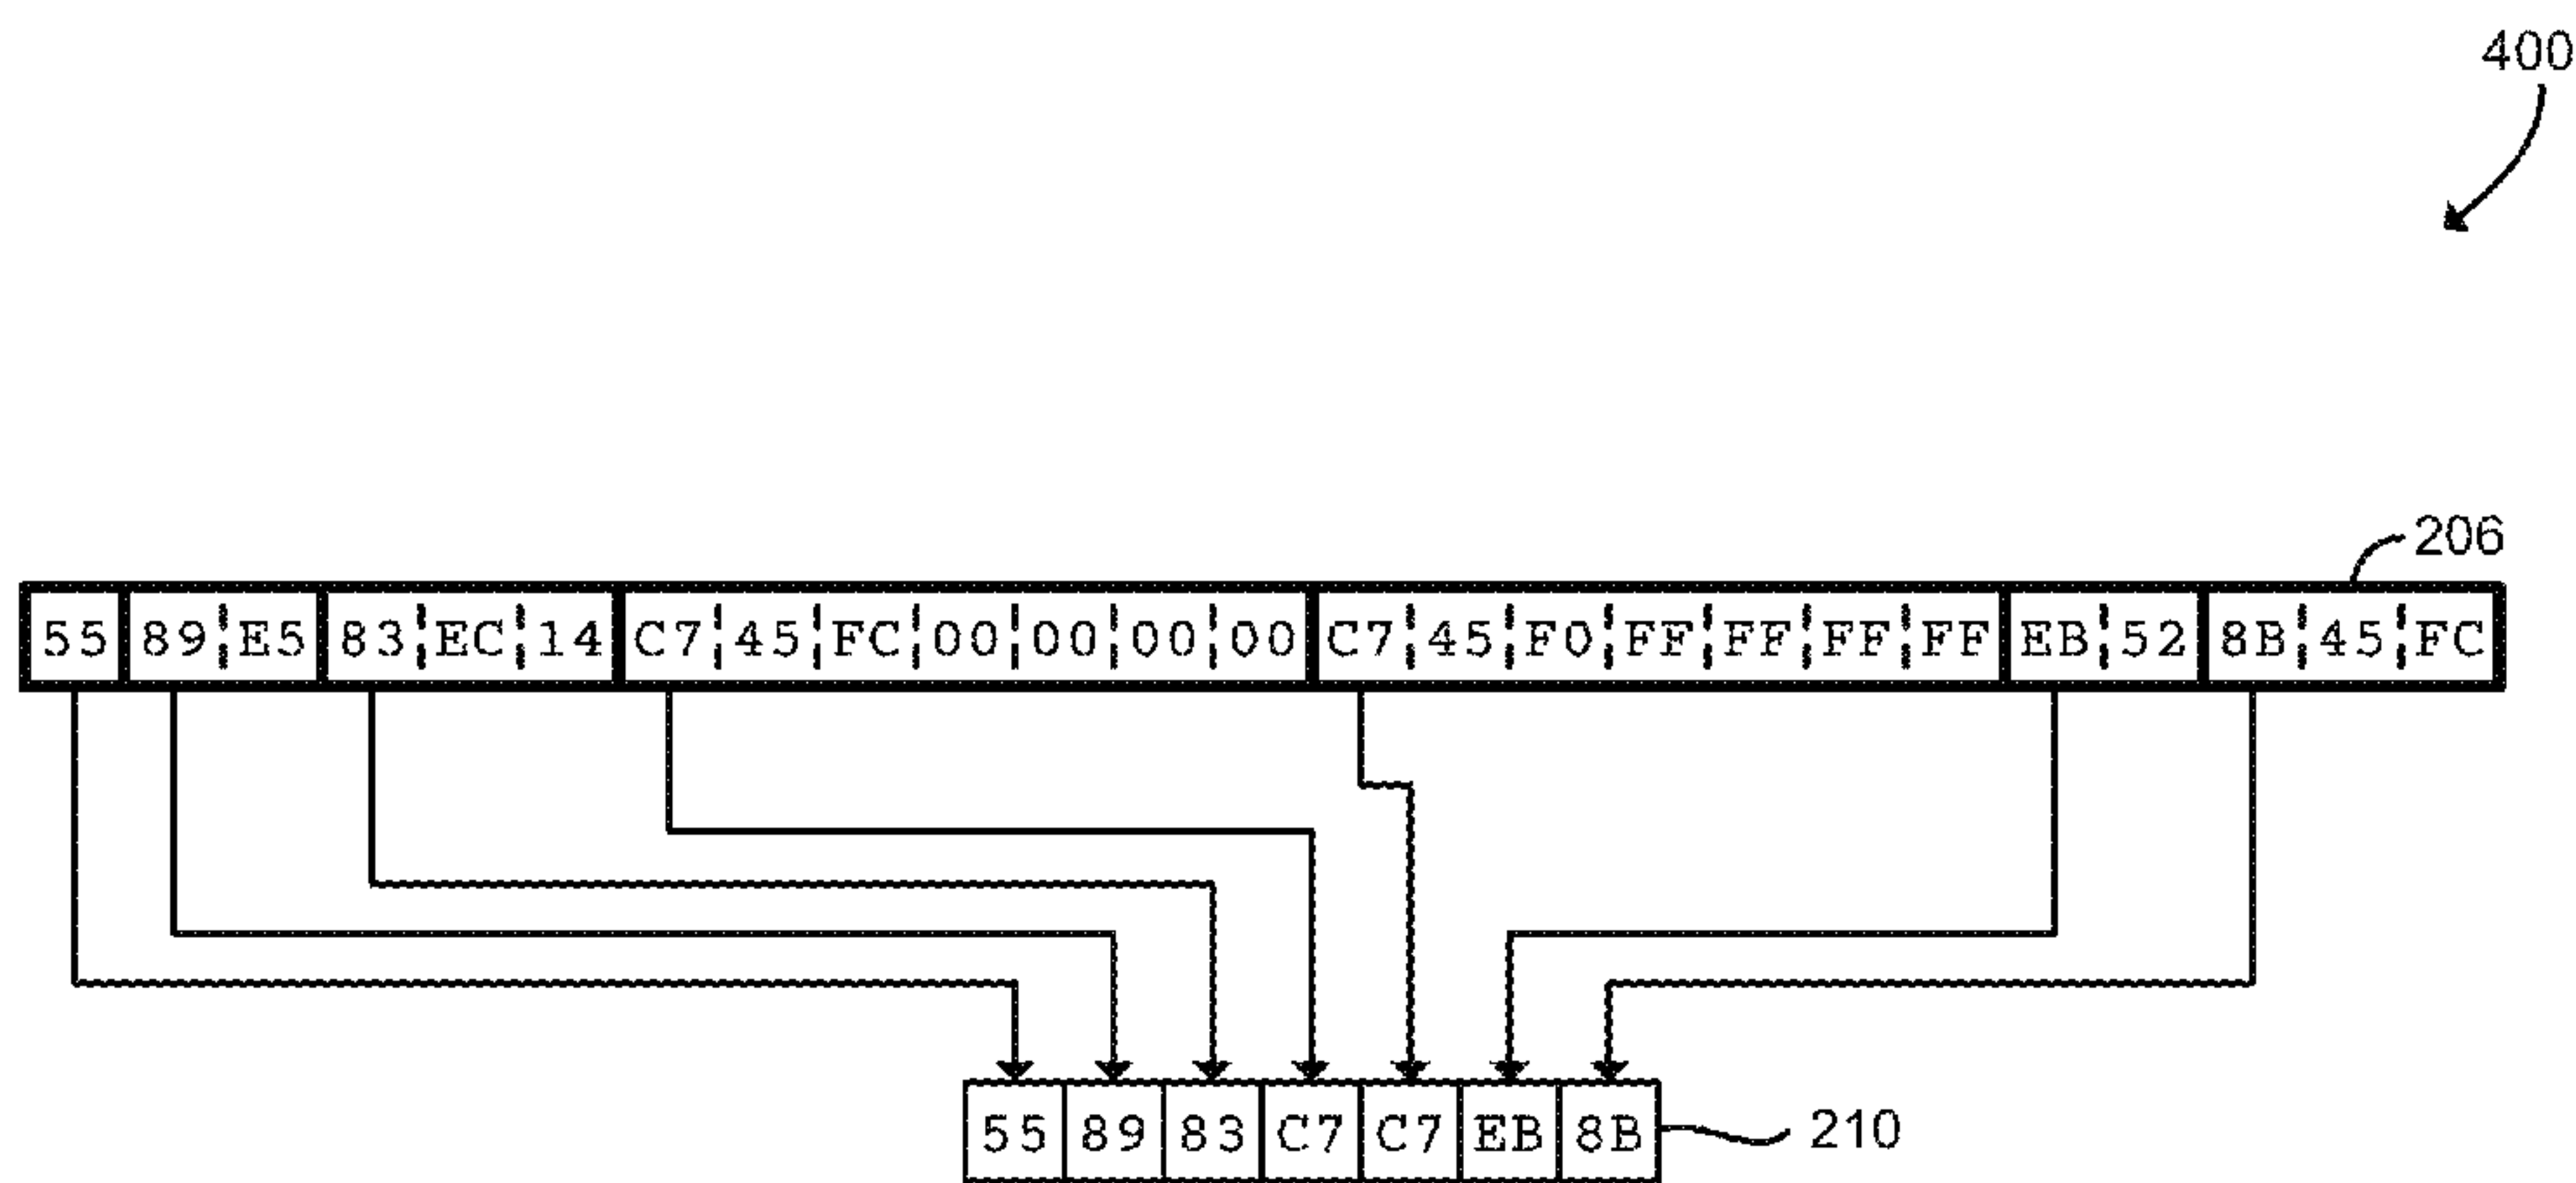 400
206
55 89 E5 83 EC 14 C7 45 FC 00 00 00 00 C7 45 F0 FF FF FF FF EB 52 8B 45 FC
55 89 83 C7 C7 EB 8B 210